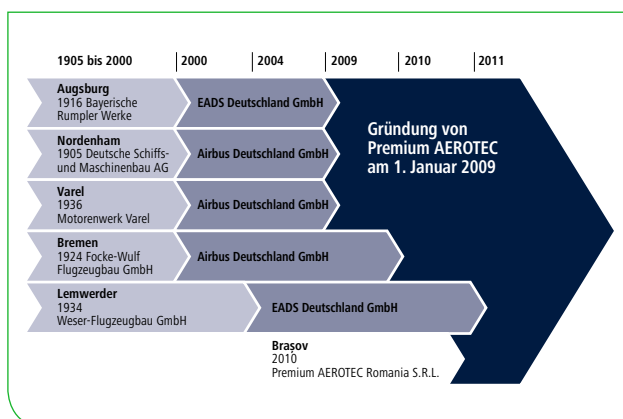 1905 bis 2000
2000
2004
2009
2010
2011
Augsburg
1916 Bayerische
Rumpler Werke
EADS Deutschland GmbH
Nordenham
1905 Deutsche Schiffs-
und Maschinenbau AG
Airbus Deutschland GmbH
Varel
1936
Motorenwerk Varel
Airbus Deutschland GmbH
Bremen
1924 Focke-Wulf
Flugzeugbau GmbH
Airbus Deutschland GmbH
Lemwerder
1934
Weser-Flugzeugbau GmbH
EADS Deutschland GmbH
Brașov
2010
Premium AEROTEC Romania S.R.L.
Gründung von
Premium AEROTEC
am 1. Januar 2009